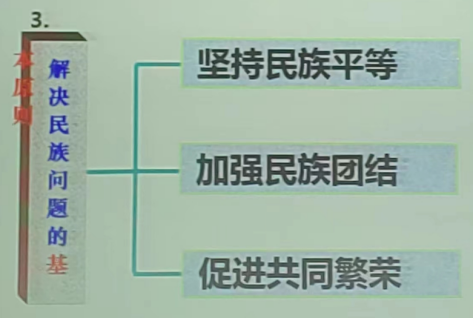 3.
解决民族问题的基
本原则
坚持民族平等
加强民族团结
促进共同繁荣